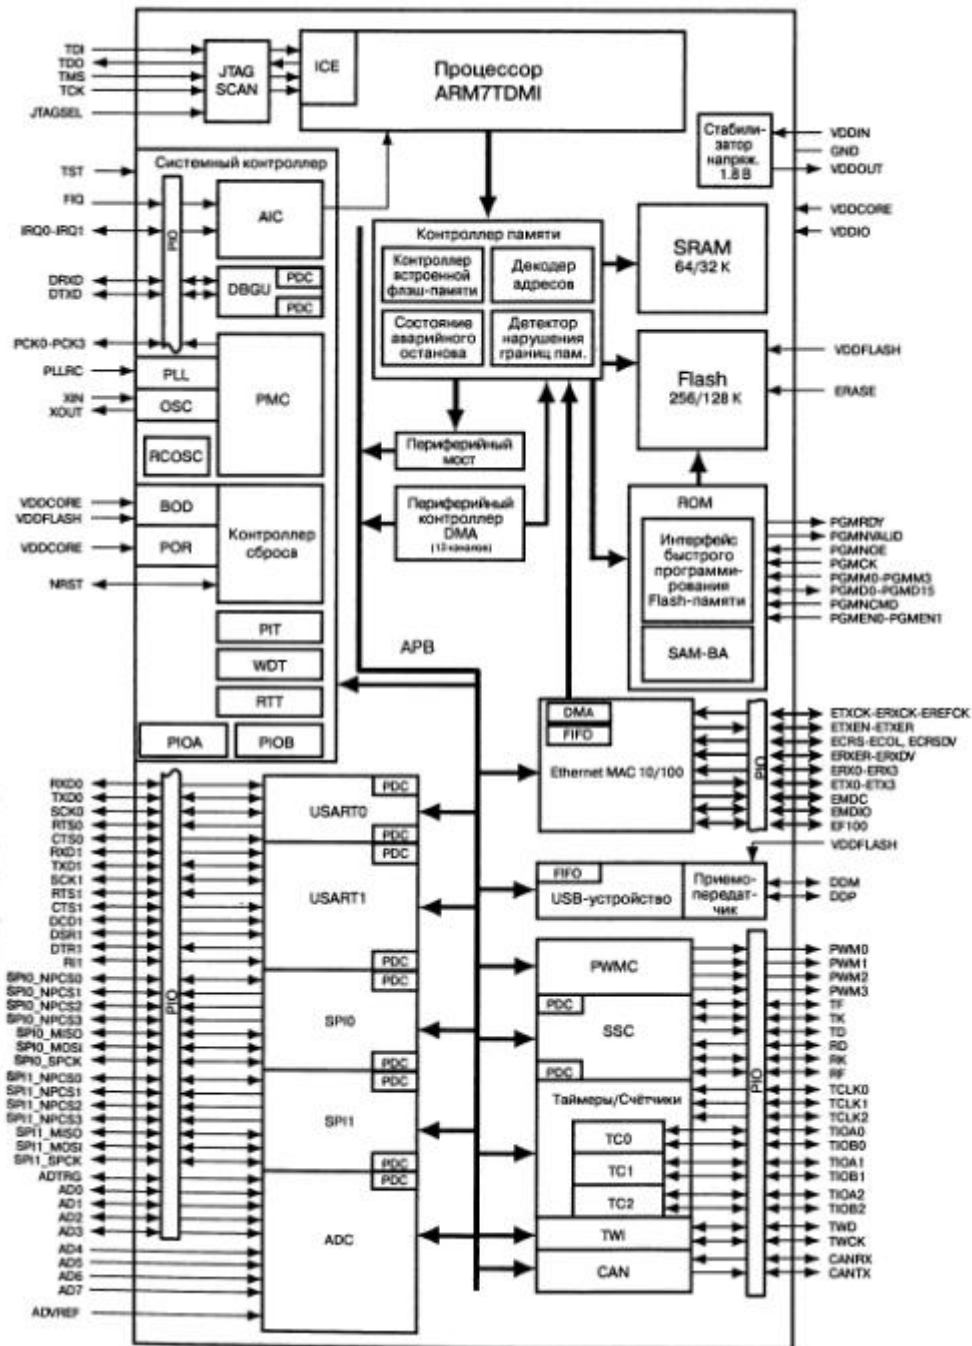 TDI
TDO
TMS
TCK
JTAGSEL
JTAG
SCAN
ICE
Процессор
ARM7TDMI
Стабили-
затор
напряж.
1.8 В
VDDIN
GND
VDDOUT
VDDCORE
VDDIO
TST
FIQ
IRQ0-IRQ1
DRXD
DTXD
PCK0-PCK3
PLLRC
XIN
XOUT
VDDCORE
VDDFLASH
VDDCORE
NRST
Системный контроллер
PIO
AIC
DBGU
PDC
PDC
PLL
OSC
RCOSC
PMC
BOD
POR
Контроллер
сброса
PIT
WDT
RTT
PIOA
PIOB
Контроллер памяти
Контроллер
встроенной
флэш-памяти
Декодер
адресов
Состояние
аварийного
останова
Детектор
нарушения
границ пам.
SRAM
64/32 K
Flash
256/128 K
VDDFLASH
ERASE
Периферийный
мост
Периферийный
контроллер
DMA
(13 каналов)
APB
ROM
Интерфейс
быстрого
программи-
рования
Flash-памяти
SAM-BA
PGMRDY
PGMNVALID
PGMNOE
PGMCK
PGMM0-PGMM3
PGMD0-PGMD15
PGMNCMD
PGMEN0-PGMEN1
DMA
FIFO
Ethernet MAC 10/100
PIO
ETXCK-ERXCK-EREFCK
ETXEN-ETXER
ECRS-ECOL, ECRSDV
ERXER-ERXDV
ERX0-ERX3
ETX0-ETX3
EMDC
EMDIO
EF100
VDDFLASH
FIFO
USB-устройство
Приемо-
передат-
чик
DDM
DDP
RXD0
TXD0
SCK0
RTS0
CTS0
RXD1
TXD1
SCK1
RTS1
CTS1
DCD1
DSR1
DTR1
RI1
SPI0_NPCS0
SPI0_NPCS1
SPI0_NPCS2
SPI0_NPCS3
SPI0_MISO
SPI0_MOSI
SPI0_SPCK
SPI1_NPCS0
SPI1_NPCS1
SPI1_NPCS2
SPI1_NPCS3
SPI1_MISO
SPI1_MOSI
SPI1_SPCK
ADTRG
AD0
AD1
AD2
AD3
AD4
AD5
AD6
AD7
ADVREF
PIO
PDC
USART0
PDC
PDC
USART1
PDC
PDC
SPI0
PDC
PDC
SPI1
PDC
PDC
ADC
PWMC
PDC
SSC
PDC
Таймеры/Счётчики
TC0
TC1
TC2
TWI
CAN
PIO
PWM0
PWM1
PWM2
PWM3
TF
TK
TD
RD
RK
RF
TCLK0
TCLK1
TCLK2
TIOA0
TIOB0
TIOA1
TIOB1
TIOA2
TIOB2
TWD
TWCK
CANRX
CANTX